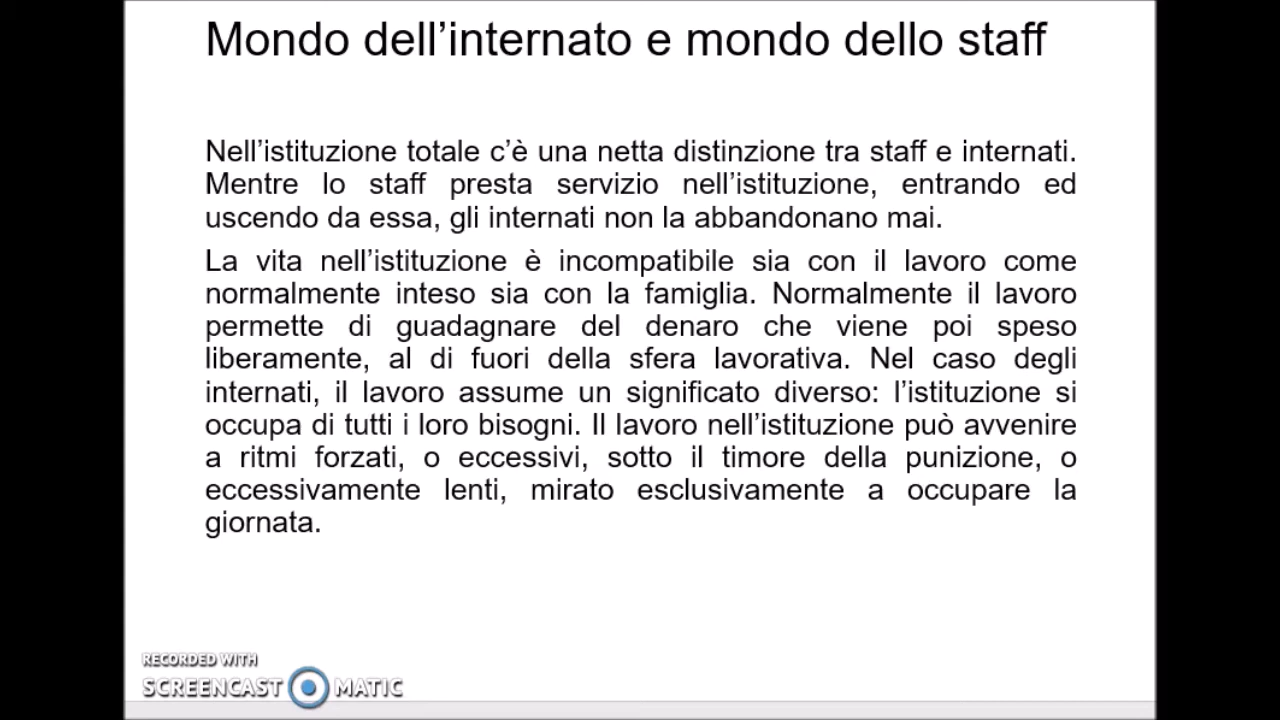 Mondo dell’internato e mondo dello staff
Nell’istituzione totale c’è una netta distinzione tra staff e internati.
Mentre lo staff presta servizio nell’istituzione, entrando ed
uscendo da essa, gli internati non la abbandonano mai.
La vita nell’istituzione è incompatibile sia con il lavoro come
normalmente inteso sia con la famiglia. Normalmente il lavoro
permette di guadagnare del denaro che viene poi speso
liberamente, al di fuori della sfera lavorativa. Nel caso degli
internati, il lavoro assume un significato diverso: l’istituzione si
occupa di tutti i loro bisogni. Il lavoro nell’istituzione può avvenire
a ritmi forzati, o eccessivi, sotto il timore della punizione, o
eccessivamente lenti, mirato esclusivamente a occupare la
giornata.
RECORDED WITH
SCREENCAST MATIC